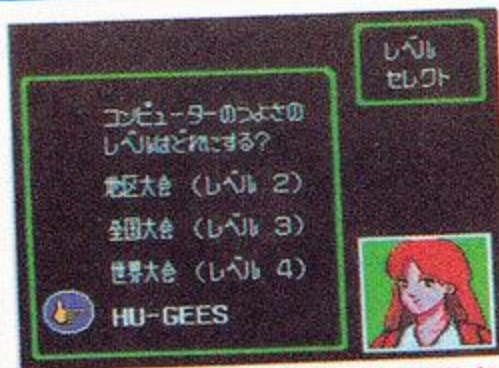 レベル
セレクト
コンピューターのつよさの
レベルはどれにする?
地区大会 (レベル 2)
全国大会 (レベル 3)
世界大会 (レベル 4)
HU-GEES